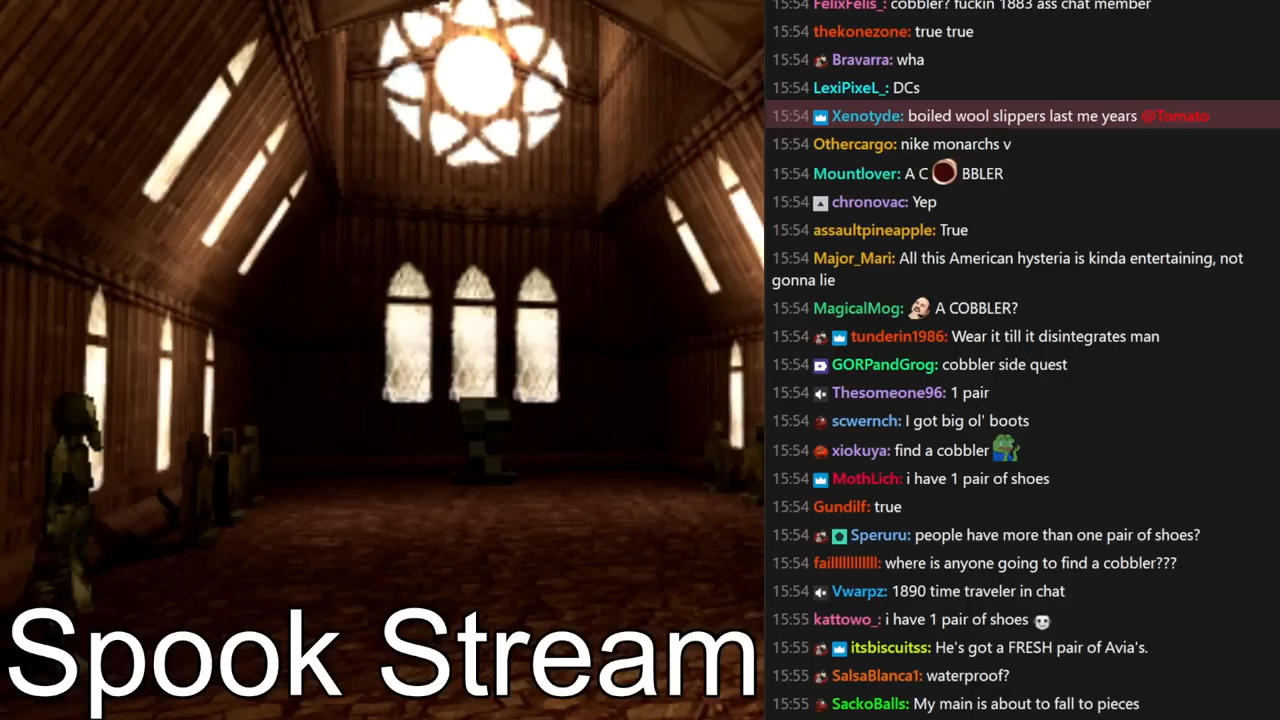 15:54 FelixFelis_: cobbler? fuckin 1883 ass chat member
15:54 thekonezone: true true
15:54 Bravarra: wha
15:54 LexiPixeL_: DCs
15:54 Xenotyde: boiled wool slippers last me years @Tomato
15:54 Othercargo: nike monarchs v
15:54 Mountlover: A C BBLER
15:54 chronovac: Yep
15:54 assaultpineapple: True
15:54 Major_Mari: All this American hysteria is kinda entertaining, not
gonna lie
15:54 MagicalMog: A COBBLER?
15:54 tunderin1986: Wear it till it disintegrates man
15:54 GORPandGrog: cobbler side quest
15:54 Thesomeone96: 1 pair
15:54 scwernch: I got big ol' boots
15:54 xiokuya: find a cobbler
15:54 MothLich: i have 1 pair of shoes
15:54 Gundilf: true
15:54 Speruru: people have more than one pair of shoes?
15:54 faillllllllllll: where is anyone going to find a cobbler???
15:54 Vwarpz: 1890 time traveler in chat
15:55 kattowo_: i have 1 pair of shoes
15:55 itsbiscuitss: He's got a FRESH pair of Avia's.
15:55 SalsaBlanca1: waterproof?
15:55 SackoBalls: My main is about to fall to pieces
Spook Stream